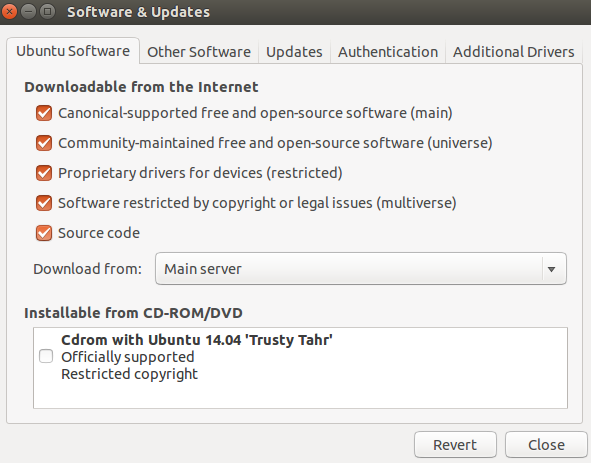 Software & Updates
Ubuntu Software Other Software Updates Authentication Additional Drivers
Downloadable from the Internet
Canonical-supported free and open-source software (main)
Community-maintained free and open-source software (universe)
Proprietary drivers for devices (restricted)
Software restricted by copyright or legal issues (multiverse)
Source code
Download from: Main server
Installable from CD-ROM/DVD
Cdrom with Ubuntu 14.04 'Trusty Tahr'
Officially supported
Restricted copyright
Revert Close